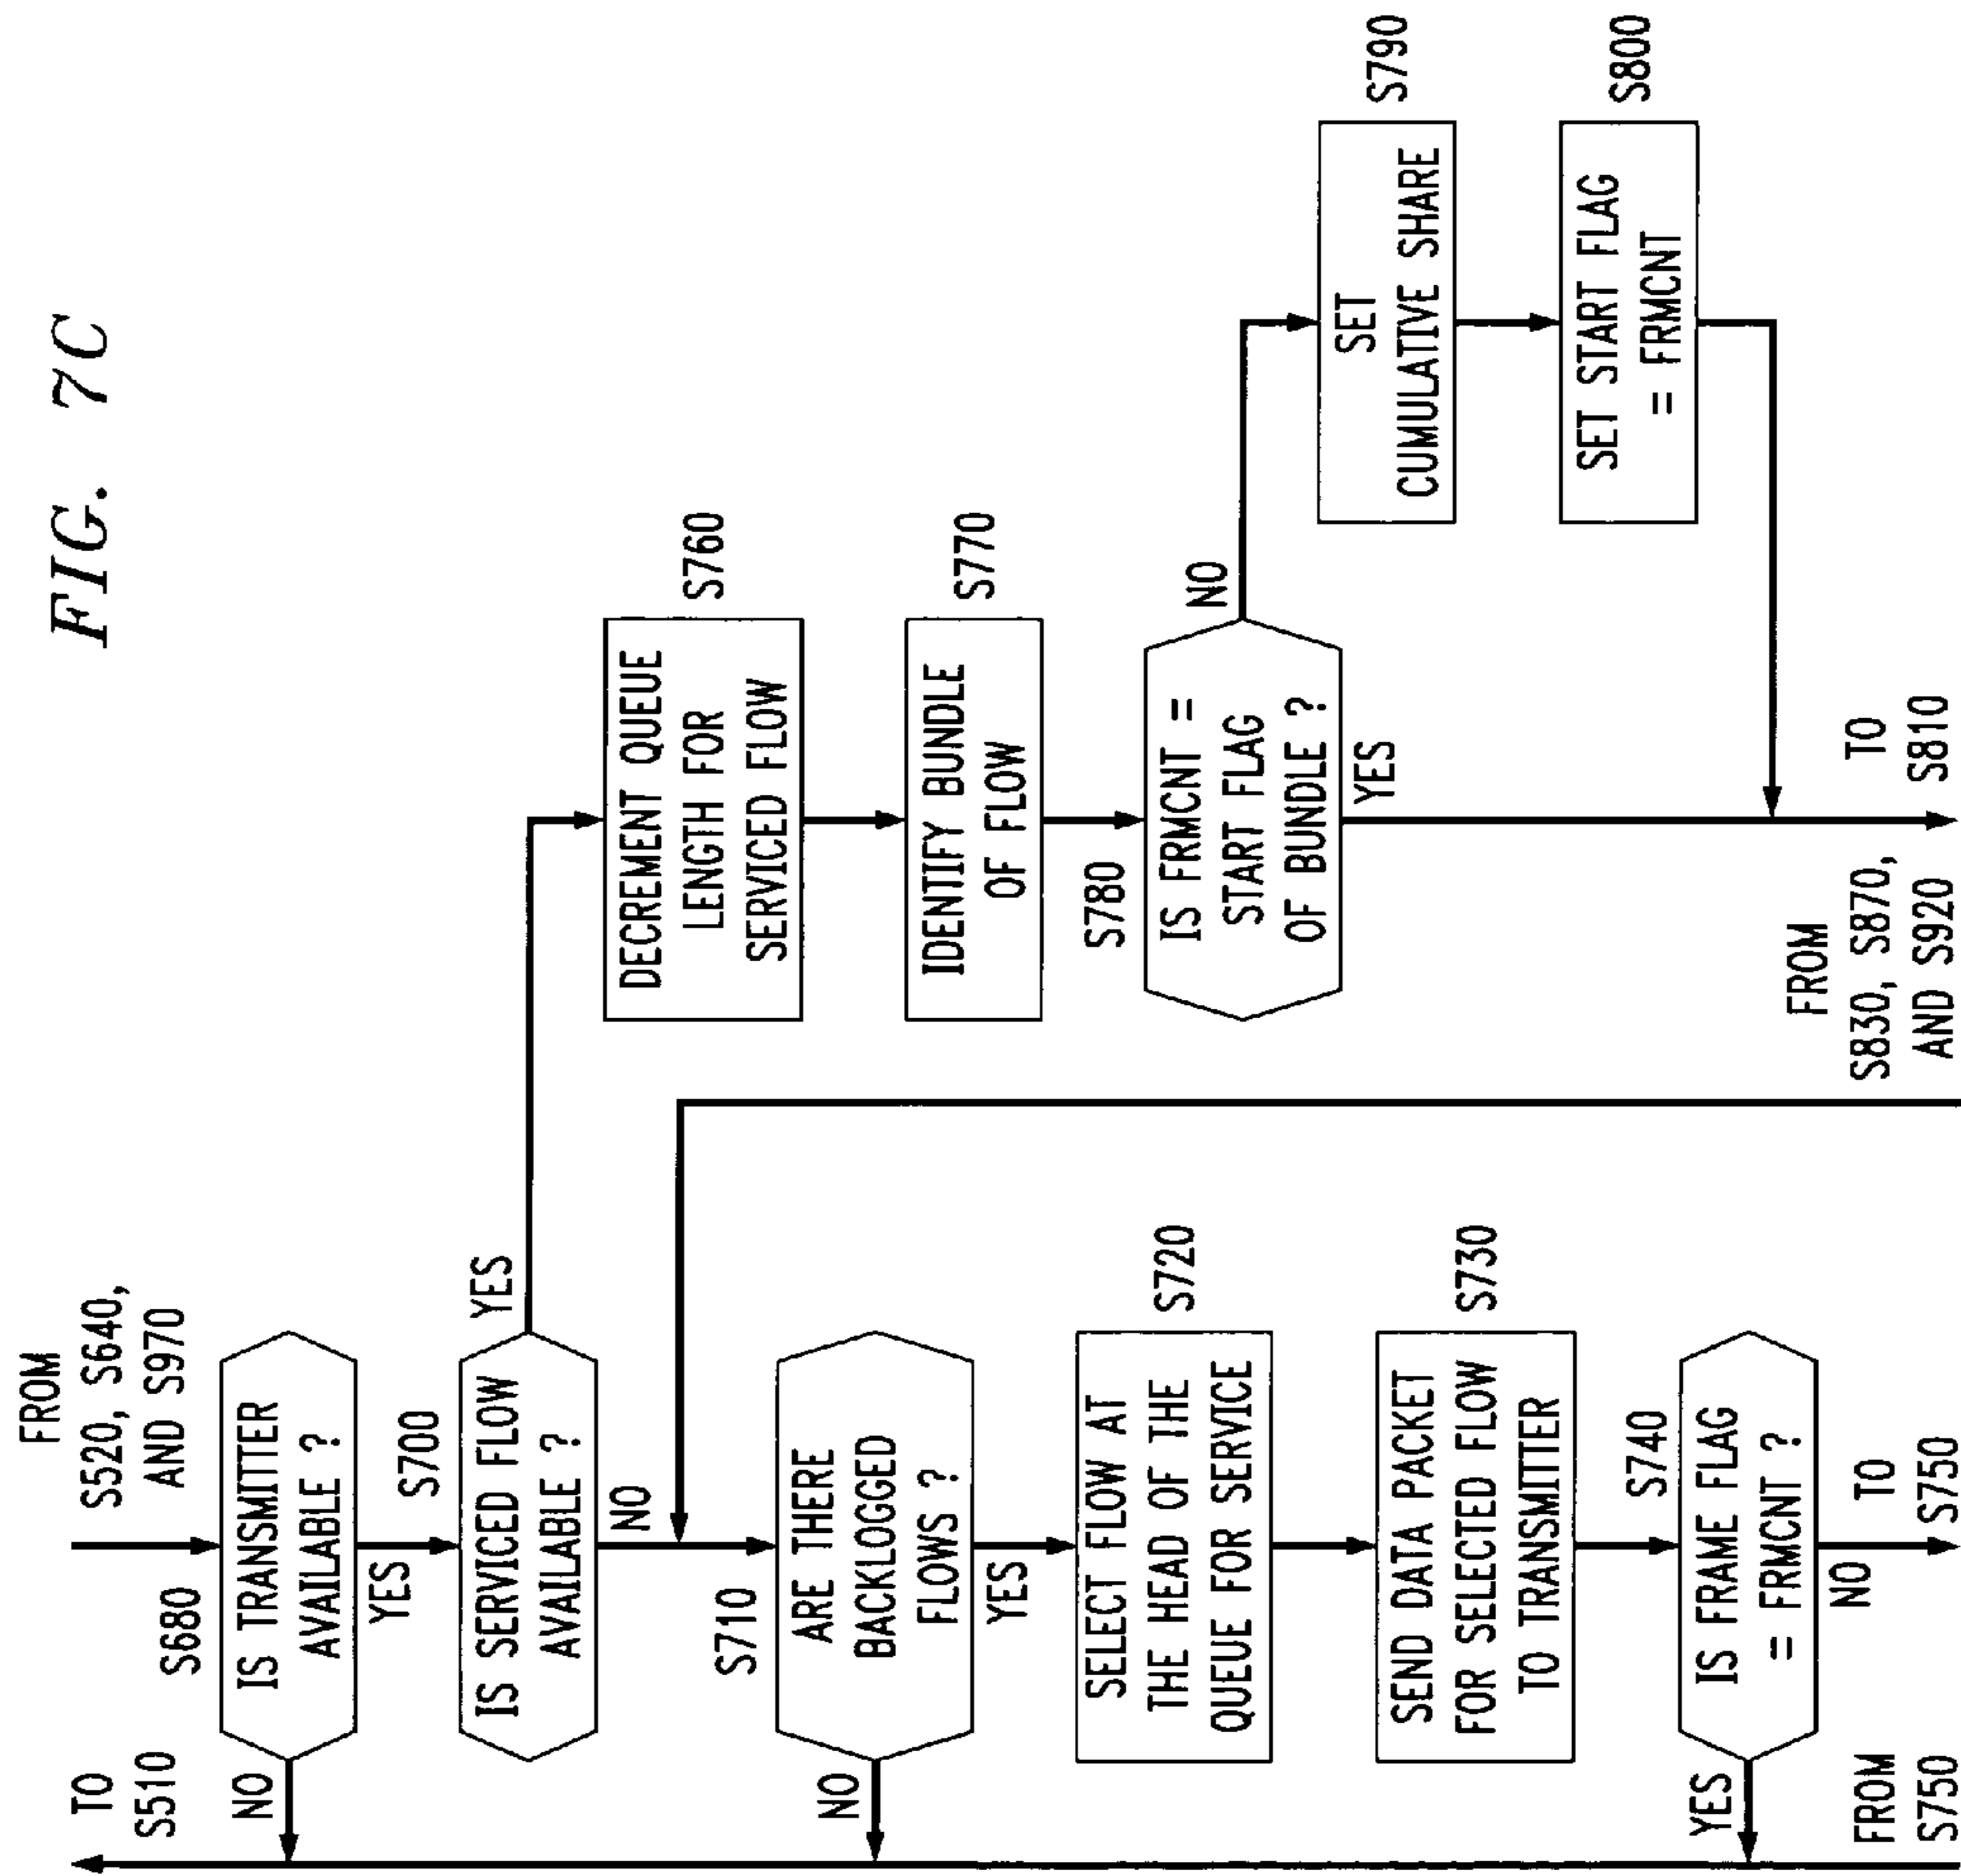 FIG. 7C
FROM
S520, S640,
AND S970
TO
S510
S680
IS TRANSMITTER
AVAILABLE ?
NO
YES
S700
IS SERVICED FLOW
AVAILABLE ?
YES
NO
S710
ARE THERE
BACKLOGGED
FLOWS ?
NO
YES
SELECT FLOW AT
THE HEAD OF THE
QUEUE FOR SERVICE
S720
SEND DATA PACKET
FOR SELECTED FLOW
TO TRANSMITTER
S730
S740
IS FRAME FLAG
= FRMCNT ?
YES
NO
FROM
S750
TO
S750
DECREMENT QUEUE
LENGTH FOR
SERVICED FLOW
S760
IDENTIFY BUNDLE
OF FLOW
S770
S780
IS FRMCNT =
START FLAG
OF BUNDLE ?
NO
YES
SET
CUMULATIVE SHARE
S790
SET START FLAG
= FRMCNT
S800
FROM
S830, S870,
AND S920
TO
S810